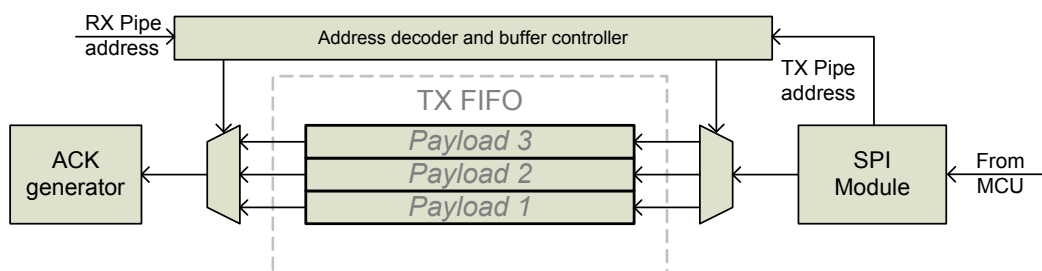 RX Pipe
address
Address decoder and buffer controller
TX Pipe
address
TX FIFO
ACK
generator
Payload 3
Payload 2
Payload 1
SPI
Module
From
MCU